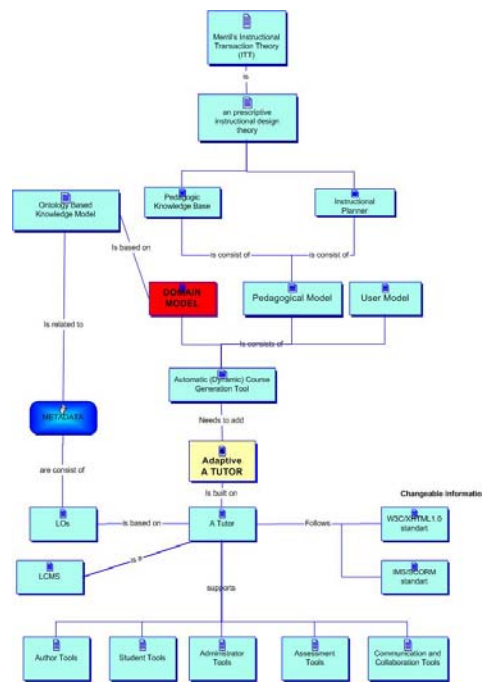 Merril's Instructional
Transaction Theory
(ITT)
is
an prescriptive
instructional design
theory
Ontology Based
Knowledge Model
Pedagogic
Knowledge Base
Instructional
Planner
Is based on
is consist of
is consist of
DOMAIN
MODEL
Pedagogical Model
User Model
Is related to
Is consists of
Automatic (Dynamic) Course
Generation Tool
METADATA
Needs to add
Adaptive
A TUTOR
are consist of
Is built on
Changeable information
LOs
is based on
A Tutor
Follows
W3C/XHTML1.0
standart
LCMS
is a
IMS/SCORM
standart
supports
Author Tools
Student Tools
Administrator
Tools
Assessment
Tools
Communication and
Collaboration Tools